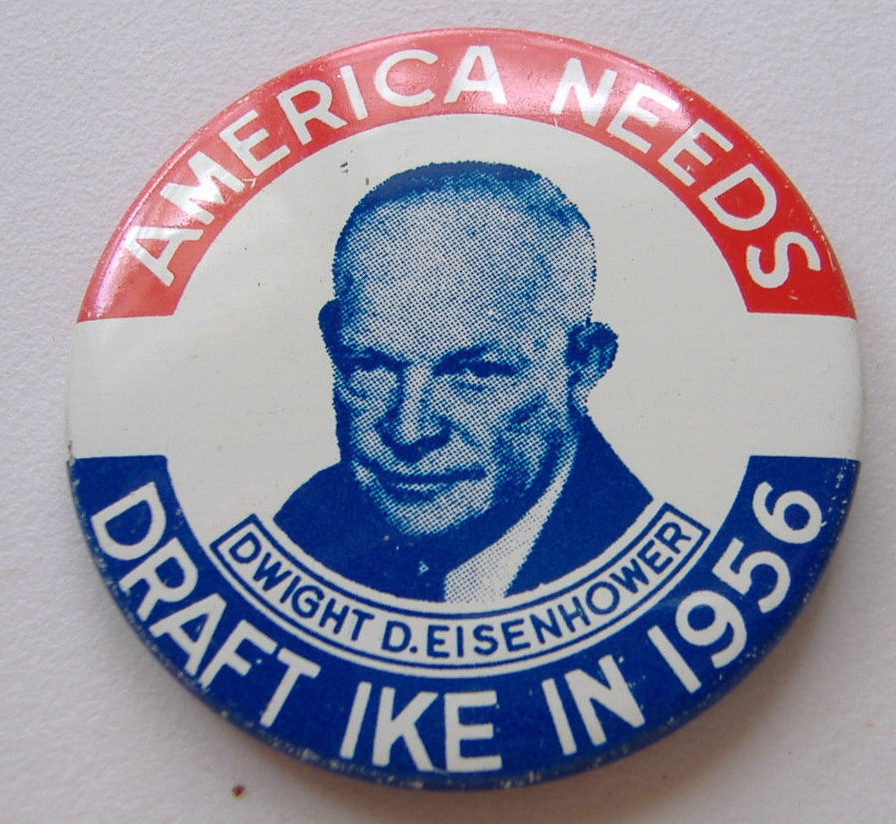 AMERICA NEEDS
DWIGHT D. EISENHOWER
DRAFT IKE IN 1956